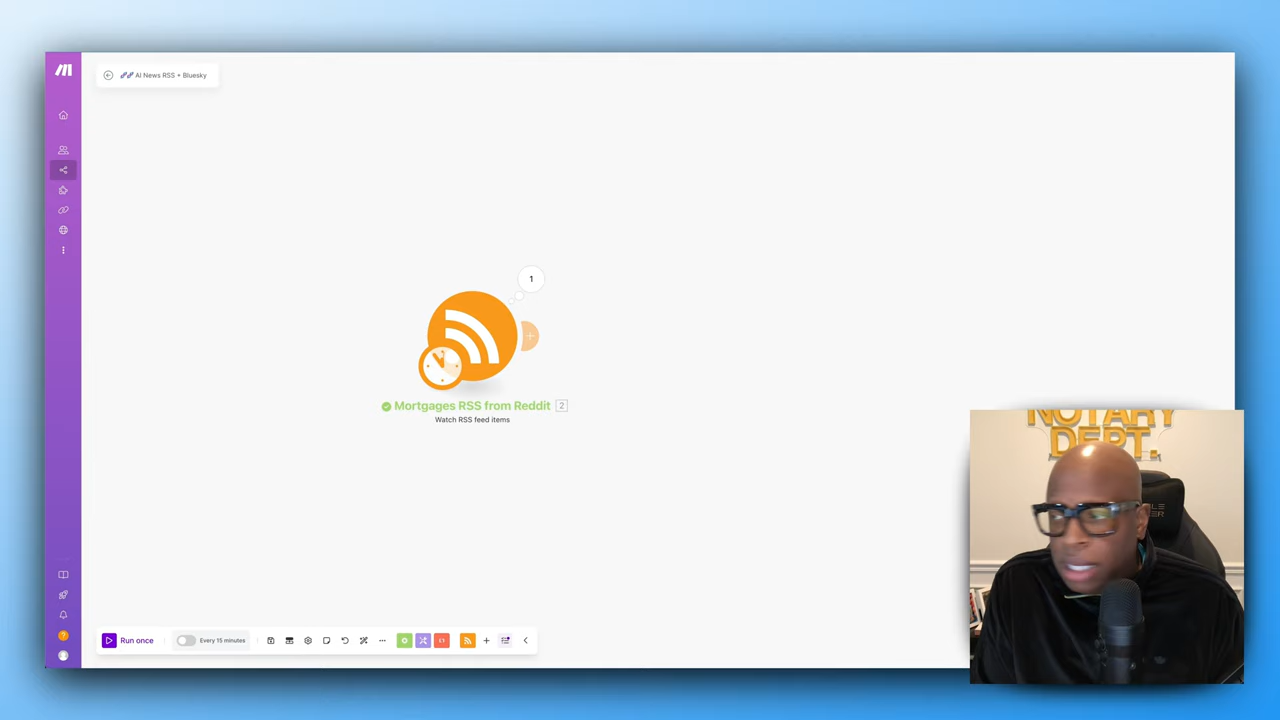 AI News RSS + Bluesky
1
Mortgages RSS from Reddit 2
Watch RSS feed items
NOTARY
DEPT.
Run once
Every 15 minutes